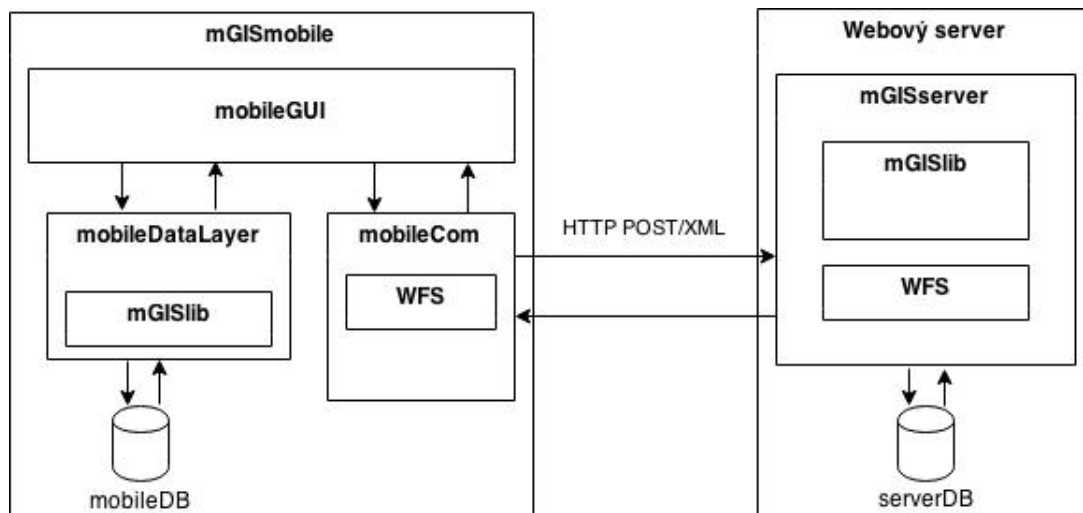 mGISmobile
mobileGUI
mobileDataLayer
mGISlib
mobileDB
mobileCom
WFS
HTTP POST/XML
Webový server
mGISserver
mGISlib
WFS
serverDB